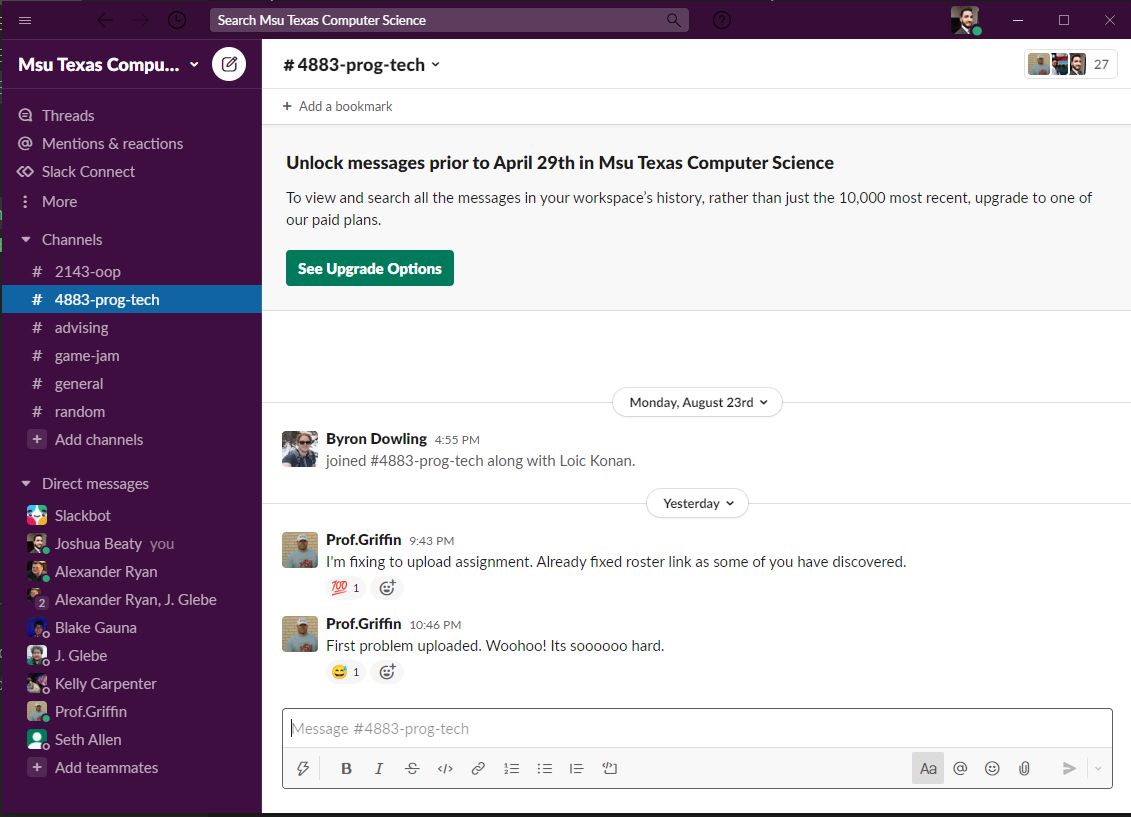 Search Msu Texas Computer Science
Msu Texas Compu...
Threads
Mentions & reactions
Slack Connect
More
Channels
# 2143-oop
# 4883-prog-tech
# advising
# game-jam
# general
# random
+ Add channels
Direct messages
Slackbot
Joshua Beaty you
Alexander Ryan
2 Alexander Ryan, J. Glebe
Blake Gauna
J. Glebe
Kelly Carpenter
Prof.Griffin
Seth Allen
+ Add teammates
# 4883-prog-tech
27
+ Add a bookmark
Unlock messages prior to April 29th in Msu Texas Computer Science
To view and search all the messages in your workspace’s history, rather than just the 10,000 most recent, upgrade to one of
our paid plans.
See Upgrade Options
Monday, August 23rd
Byron Dowling 4:55 PM
joined #4883-prog-tech along with Loic Konan.
Yesterday
Prof.Griffin 9:43 PM
I'm fixing to upload assignment. Already fixed roster link as some of you have discovered.
💯 1
Prof.Griffin 10:46 PM
First problem uploaded. Woohoo! Its soooooo hard.
😅 1
Message #4883-prog-tech
B I S </> Aa @